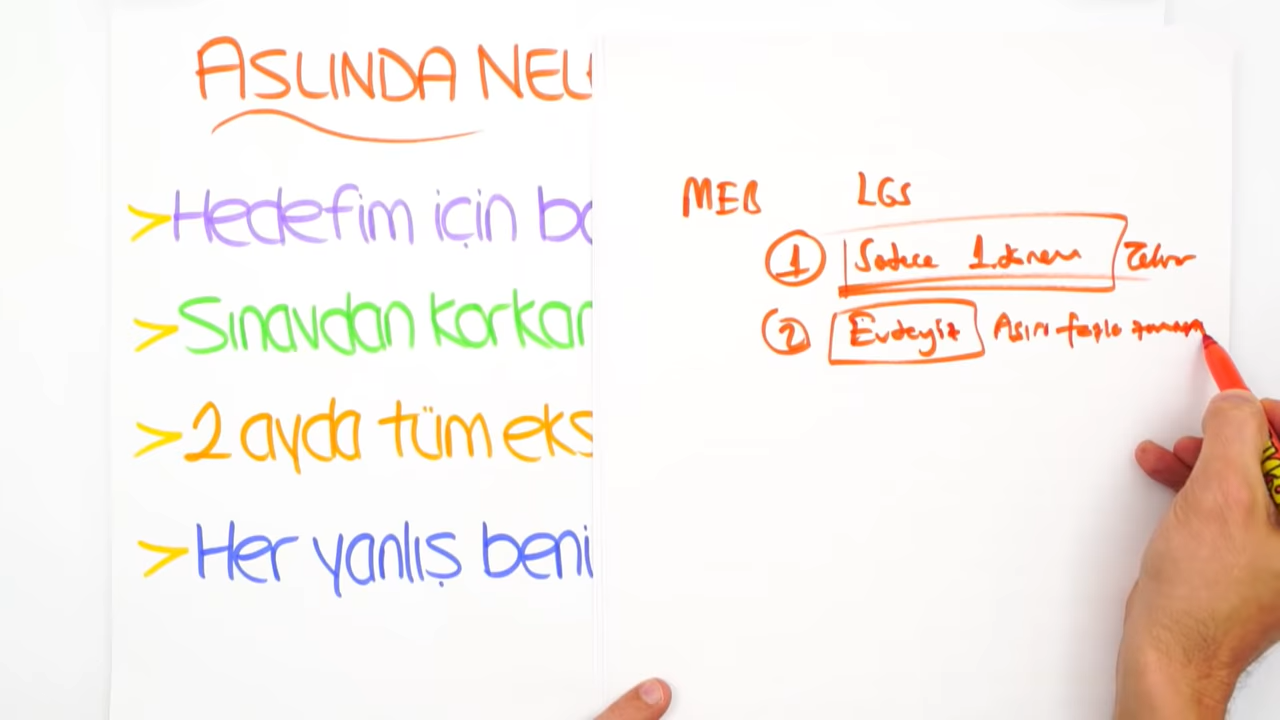 ASLINDA NEL
Hedefim için ba
Sınavdan korkar
2 ayda tüm eks
Her yanlış beni
MEB LGS
1 Sadece 1.dönem Tekrar
2 Evdeyiz Aşırı fazla zaman